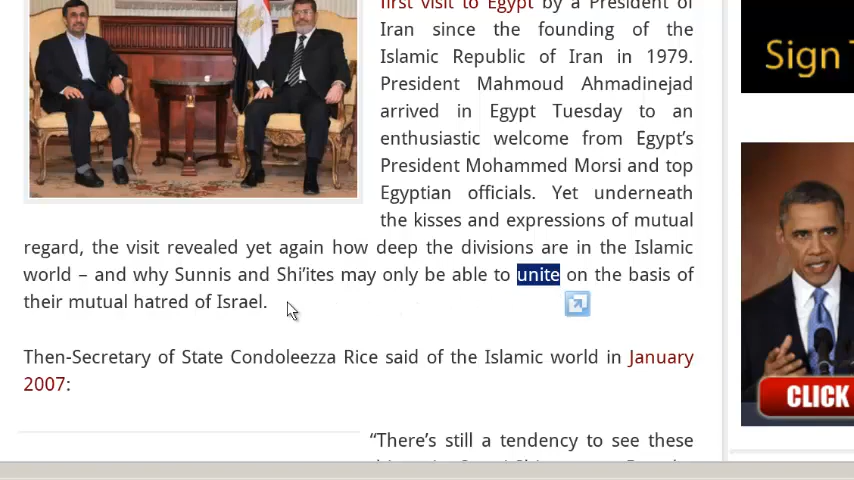 first visit to Egypt by a President of
Iran since the founding of the
Islamic Republic of Iran in 1979.
President Mahmoud Ahmadinejad
arrived in Egypt Tuesday to an
enthusiastic welcome from Egypt’s
President Mohammed Morsi and top
Egyptian officials. Yet underneath
the kisses and expressions of mutual
regard, the visit revealed yet again how deep the divisions are in the Islamic
world – and why Sunnis and Shi’ites may only be able to unite on the basis of
their mutual hatred of Israel.
Then-Secretary of State Condoleezza Rice said of the Islamic world in January
2007:
“There’s still a tendency to see these
Sign
CLICK